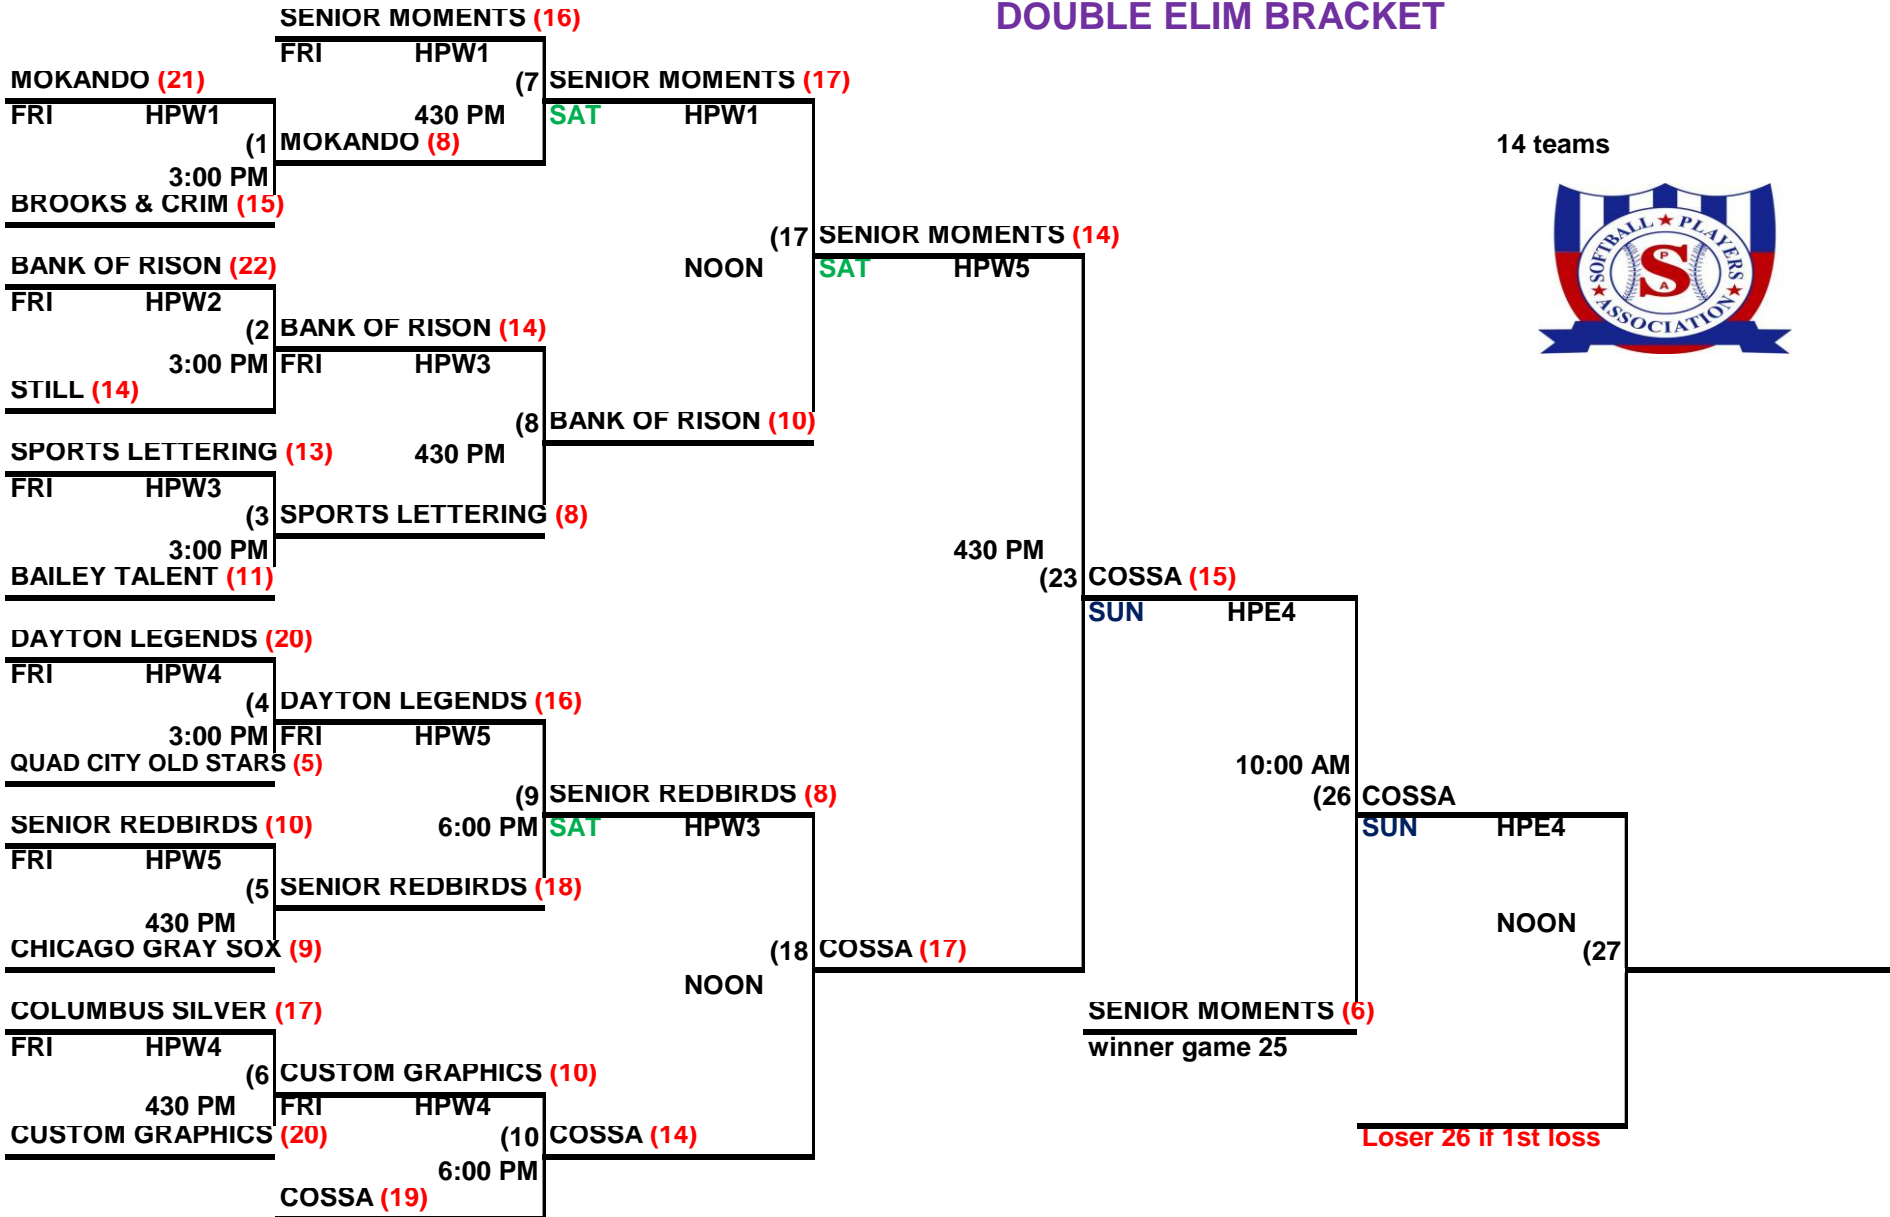 DOUBLE ELIM BRACKET
SENIOR MOMENTS (16)
FRI HPW1
MOKANDO (21)
(7 SENIOR MOMENTS (17)
FRI HPW1
430 PM SAT HPW1
(1 MOKANDO (8)
14 teams
3:00 PM
BROOKS & CRIM (15)
SOFTBALL ★ PLAYERS ★ ASSOCIATION ★
S
P
A
(17 SENIOR MOMENTS (14)
BANK OF RISON (22)
NOON SAT HPW5
FRI HPW2
(2 BANK OF RISON (14)
3:00 PM FRI HPW3
STILL (14)
(8 BANK OF RISON (10)
SPORTS LETTERING (13)
430 PM
FRI HPW3
(3 SPORTS LETTERING (8)
3:00 PM
430 PM
BAILEY TALENT (11)
(23 COSSA (15)
SUN HPE4
DAYTON LEGENDS (20)
FRI HPW4
(4 DAYTON LEGENDS (16)
3:00 PM FRI HPW5
QUAD CITY OLD STARS (5)
10:00 AM
(9 SENIOR REDBIRDS (8)
(26 COSSA
SENIOR REDBIRDS (10)
6:00 PM SAT HPW3
SUN HPE4
FRI HPW5
(5 SENIOR REDBIRDS (18)
430 PM
NOON
CHICAGO GRAY SOX (9)
(18 COSSA (17)
(27
NOON
COLUMBUS SILVER (17)
SENIOR MOMENTS (6)
FRI HPW4
winner game 25
(6 CUSTOM GRAPHICS (10)
430 PM FRI HPW4
CUSTOM GRAPHICS (20)
(10 COSSA (14)
Loser 26 if 1st loss
6:00 PM
COSSA (19)